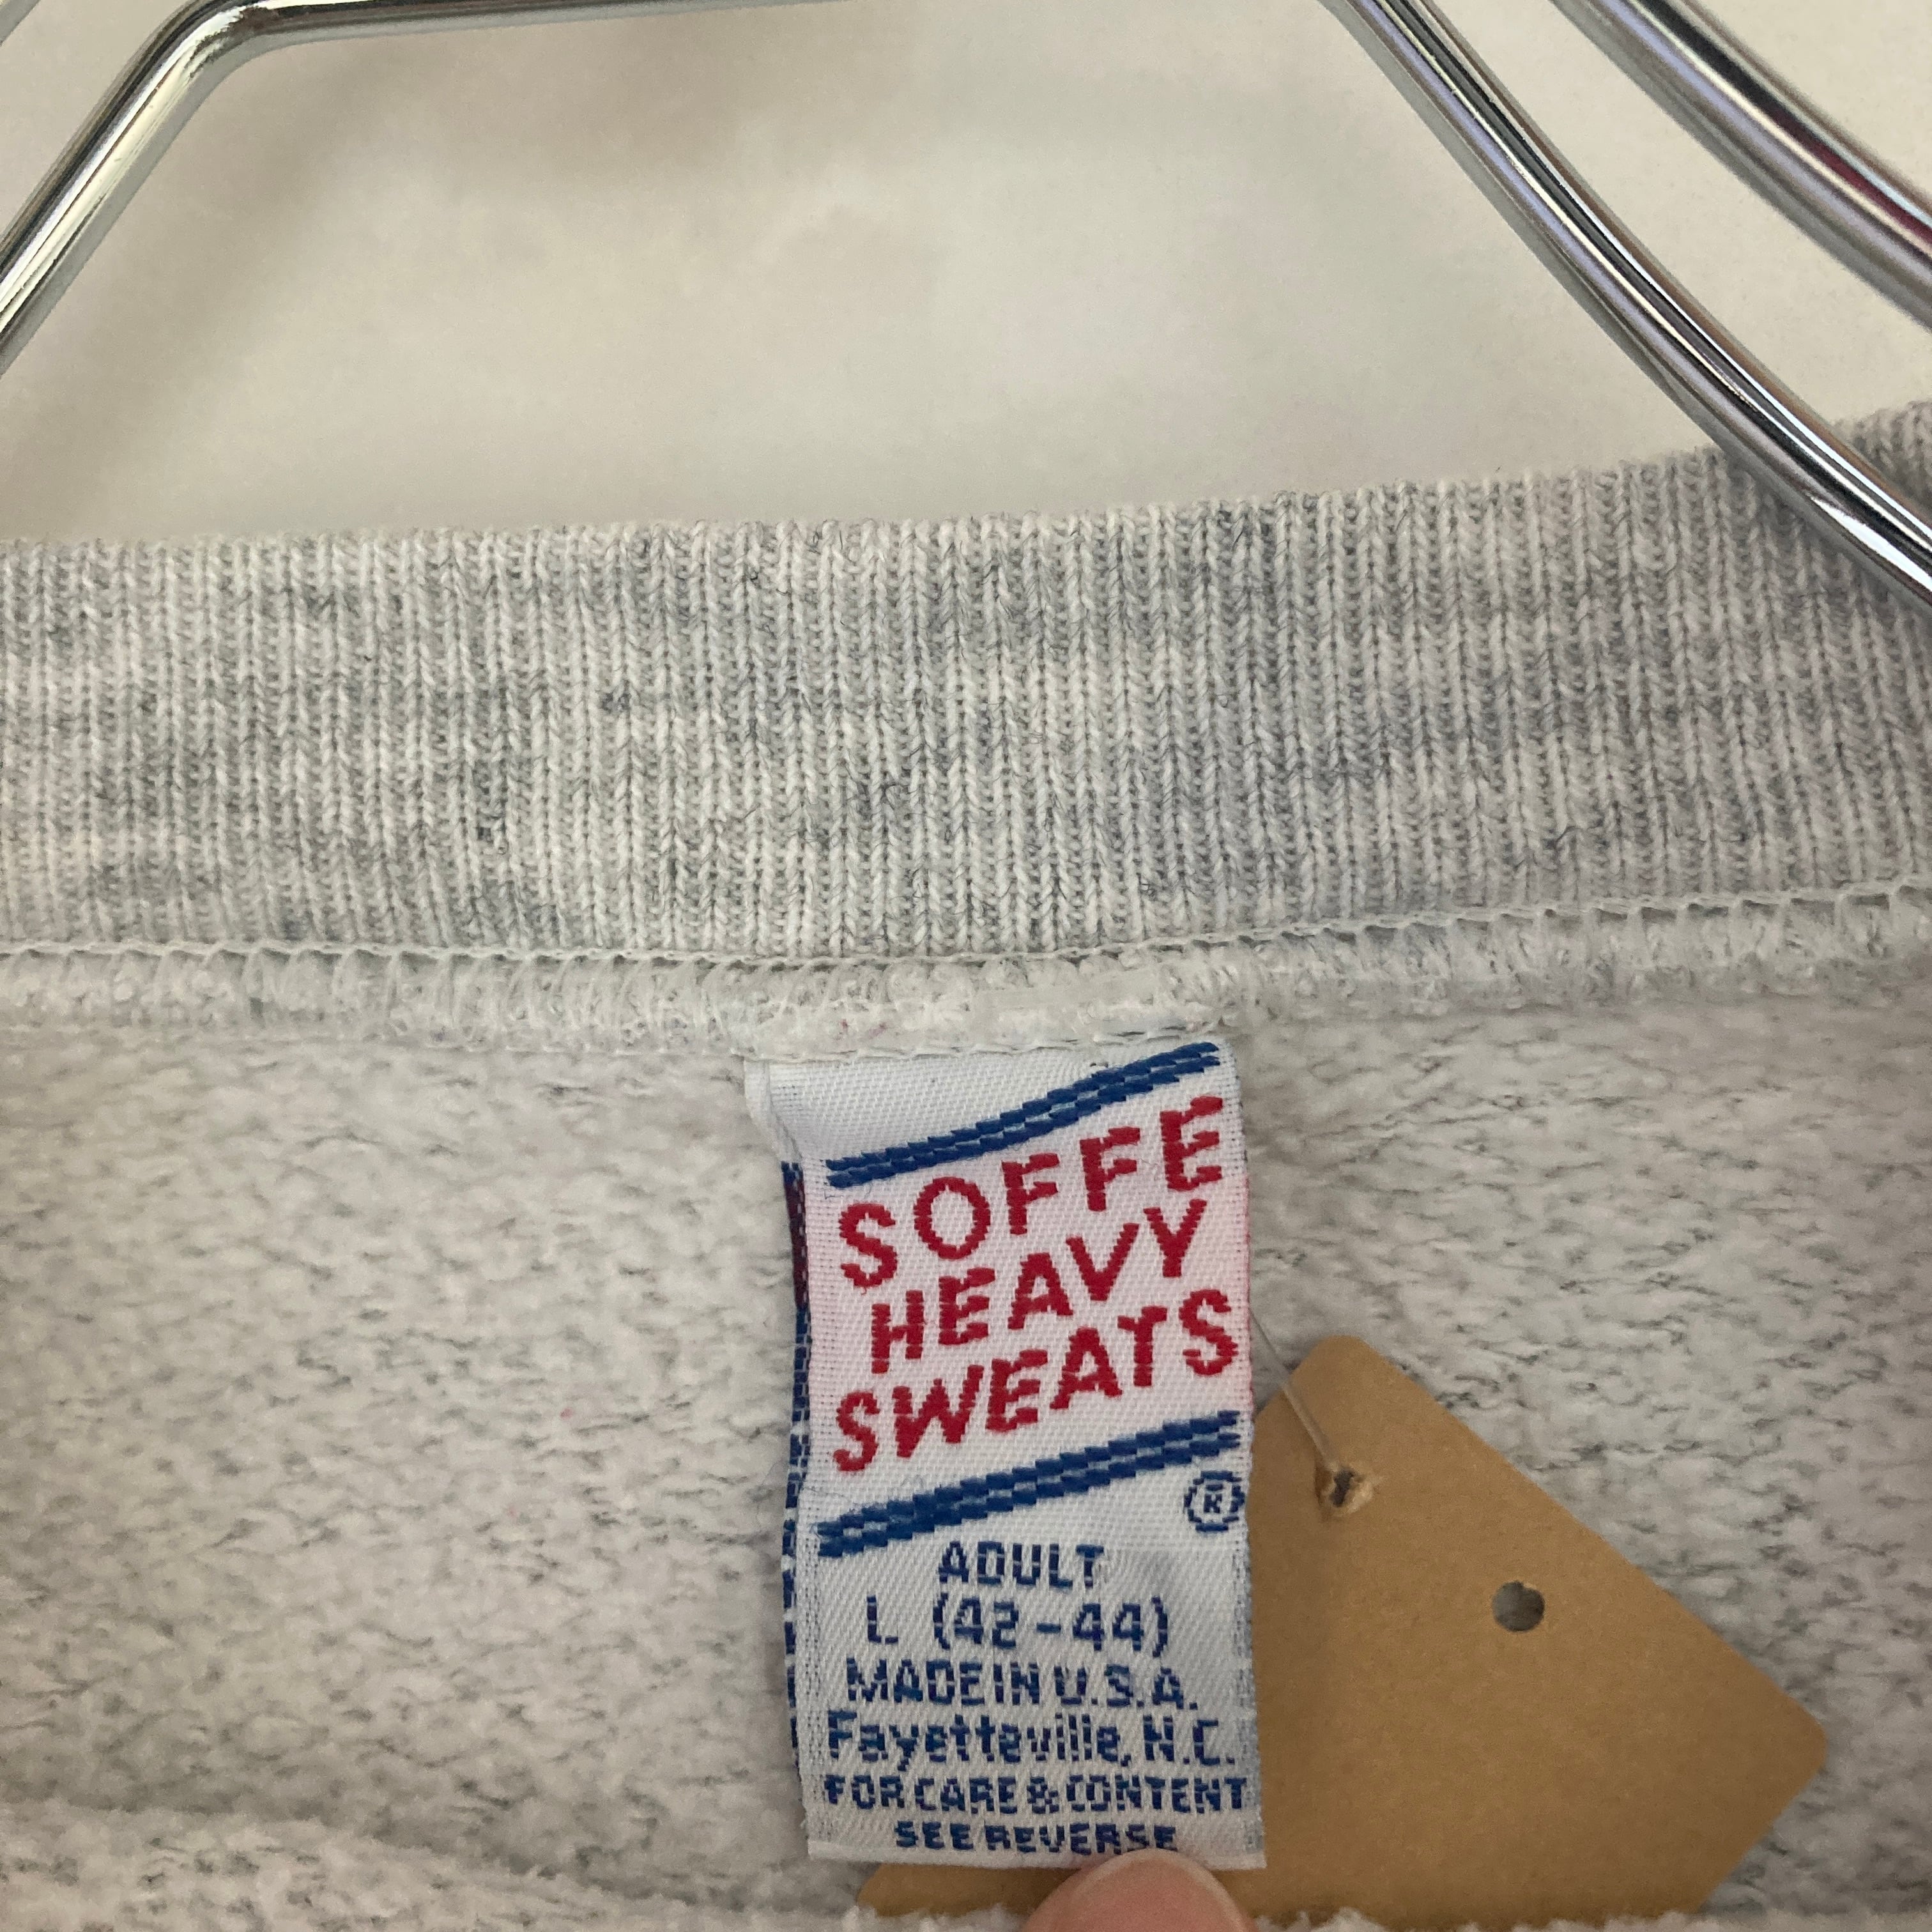 SOFFE
HEAVY
SWEATS
®
ADULT
L (42-44)
MADE IN U.S.A.
Fayetteville, N.C.
FOR CARE & CONTENT
SEE REVERSE